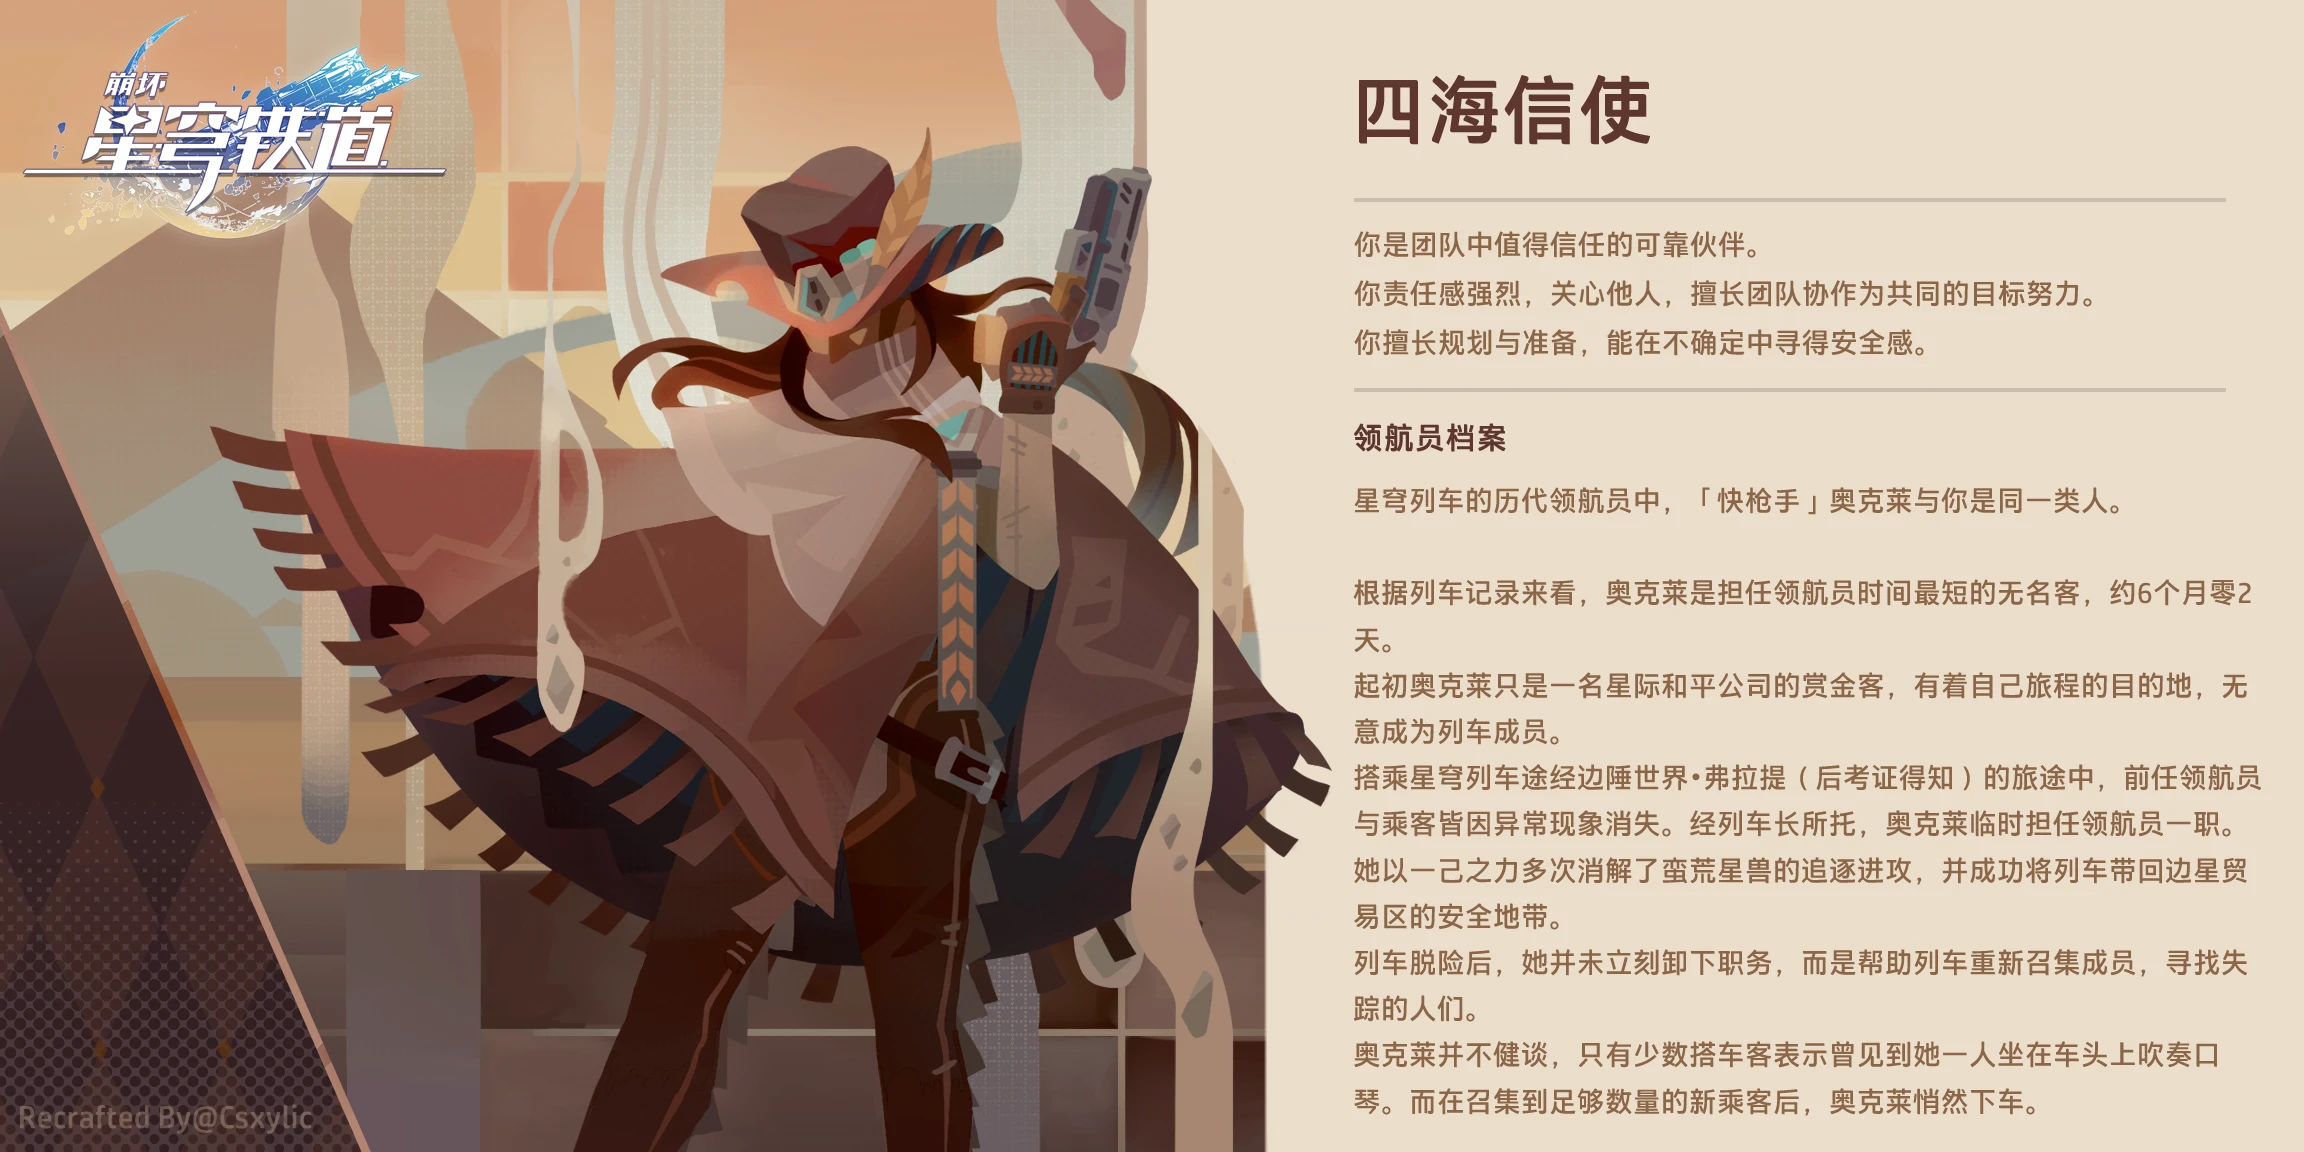 崩坏
星穹铁道
四海信使
你是团队中值得信任的可靠伙伴。
你责任感强烈，关心他人，擅长团队协作为共同的目标努力。
你擅长规划与准备，能在不确定中寻得安全感。
领航员档案
星穹列车的历代领航员中，「快枪手」奥克莱与你是同一类人。
根据列车记录来看，奥克莱是担任领航员时间最短的无名客，约6个月零2
天。
起初奥克莱只是一名星际和平公司的赏金客，有着自己旅程的目的地，无
意成为列车成员。
搭乘星穹列车途经边陲世界•弗拉提（后考证得知）的旅途中，前任领航员
与乘客皆因异常现象消失。经列车长所托，奥克莱临时担任领航员一职。
她以一己之力多次消解了蛮荒星兽的追逐进攻，并成功将列车带回边星贸
易区的安全地带。
列车脱险后，她并未立刻卸下职务，而是帮助列车重新召集成员，寻找失
踪的人们。
奥克莱并不健谈，只有少数搭车客表示曾见到她一人坐在车头上吹奏口
琴。而在召集到足够数量的新乘客后，奥克莱悄然下车。
Recrafted By@Csxylic